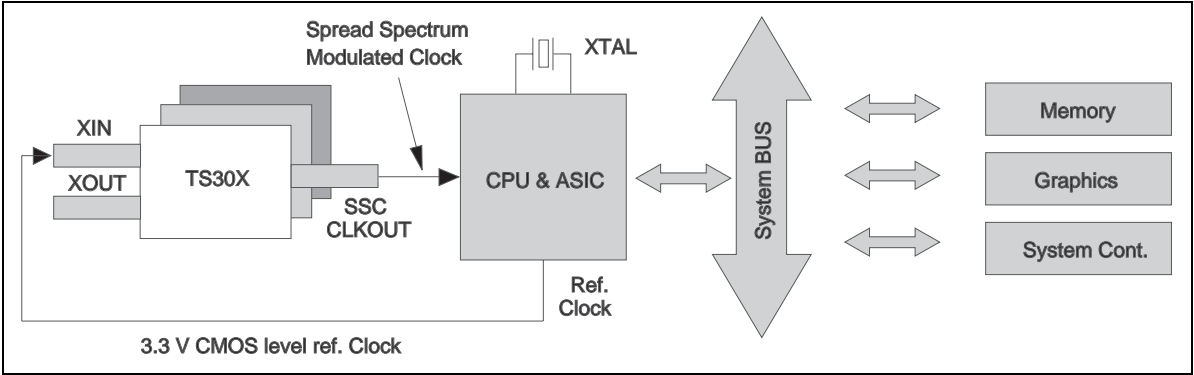 Spread Spectrum
Modulated Clock
XTAL
XIN
XOUT
TS30X
SSC
CLKOUT
CPU & ASIC
System BUS
Memory
Graphics
System Cont.
Ref.
Clock
3.3 V CMOS level ref. Clock